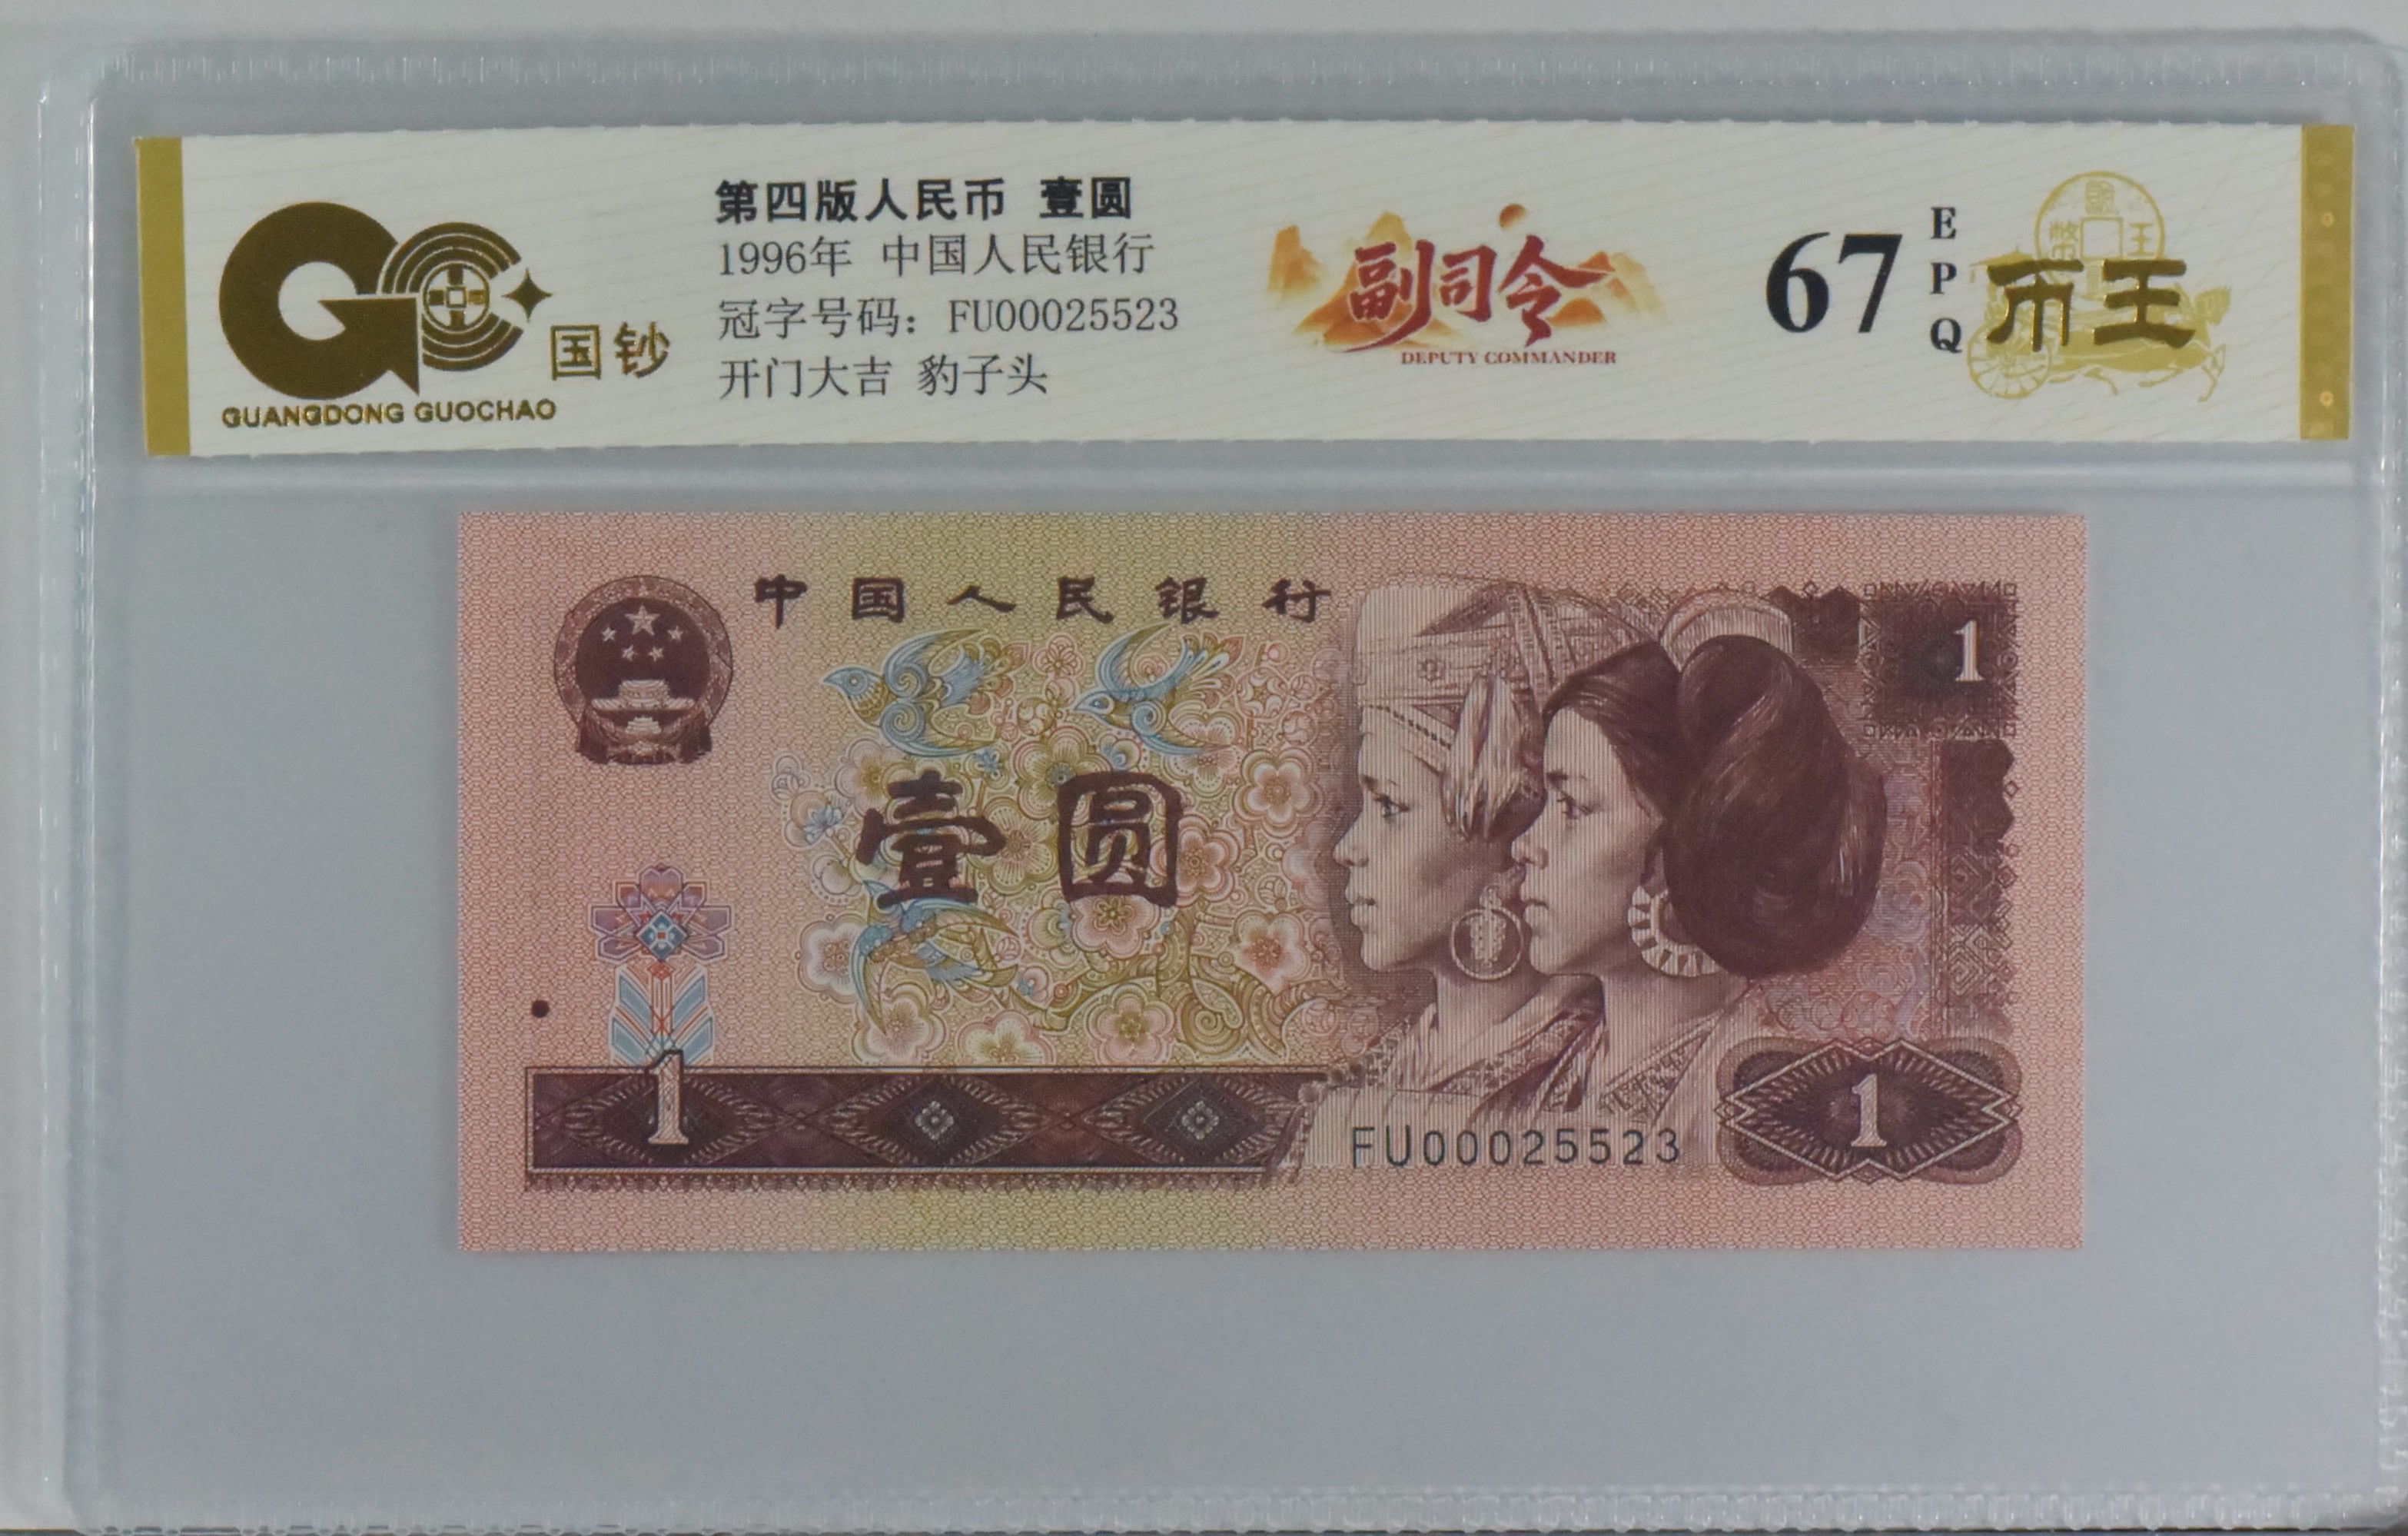 第四版人民币 壹圆
1996年 中国人民银行
冠字号码：FU00025523
开门大吉 豹子头
国钞
GUANGDONG GUOCHAO
副司令
DEPUTY COMMANDER
67
EPQ
币王
中国人民银行
1
壹圆
1
1
FU00025523